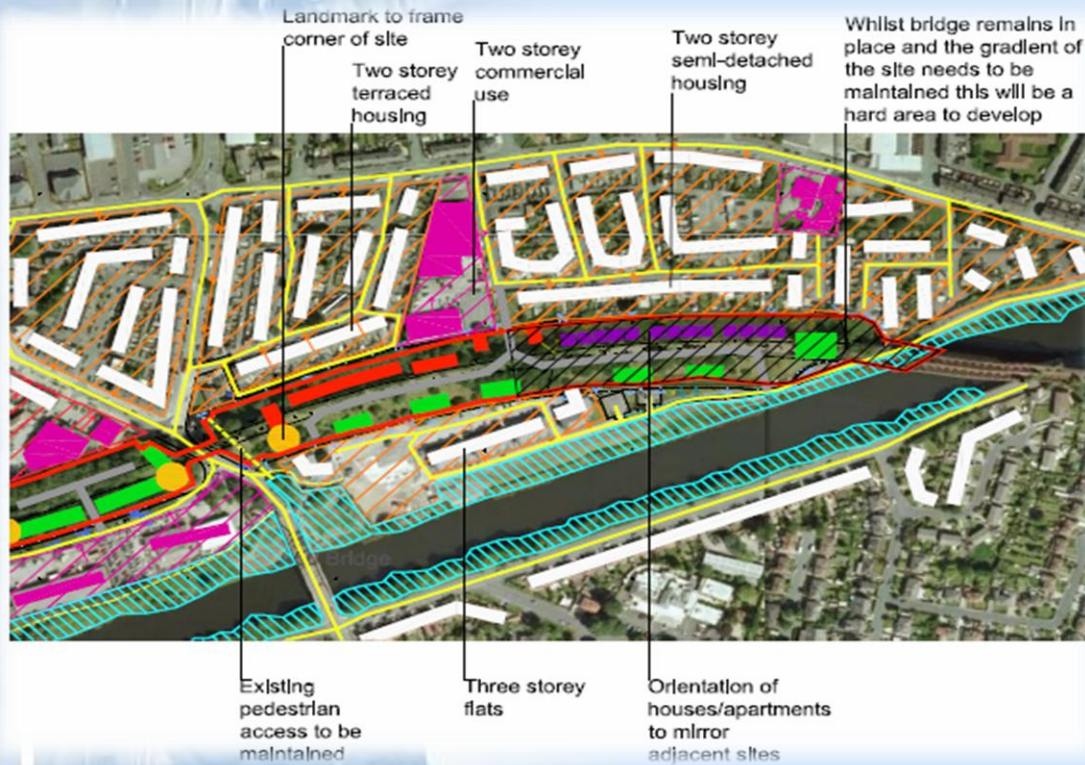 Landmark to frame
corner of site
Two storey
terraced
housing
Two storey
commercial
use
Two storey
semi-detached
housing
Whilst bridge remains in
place and the gradient of
the site needs to be
maintained this will be a
hard area to develop
Bridge
Existing
pedestrian
access to be
maintained
Three storey
flats
Orientation of
houses/apartments
to mirror
adjacent sites